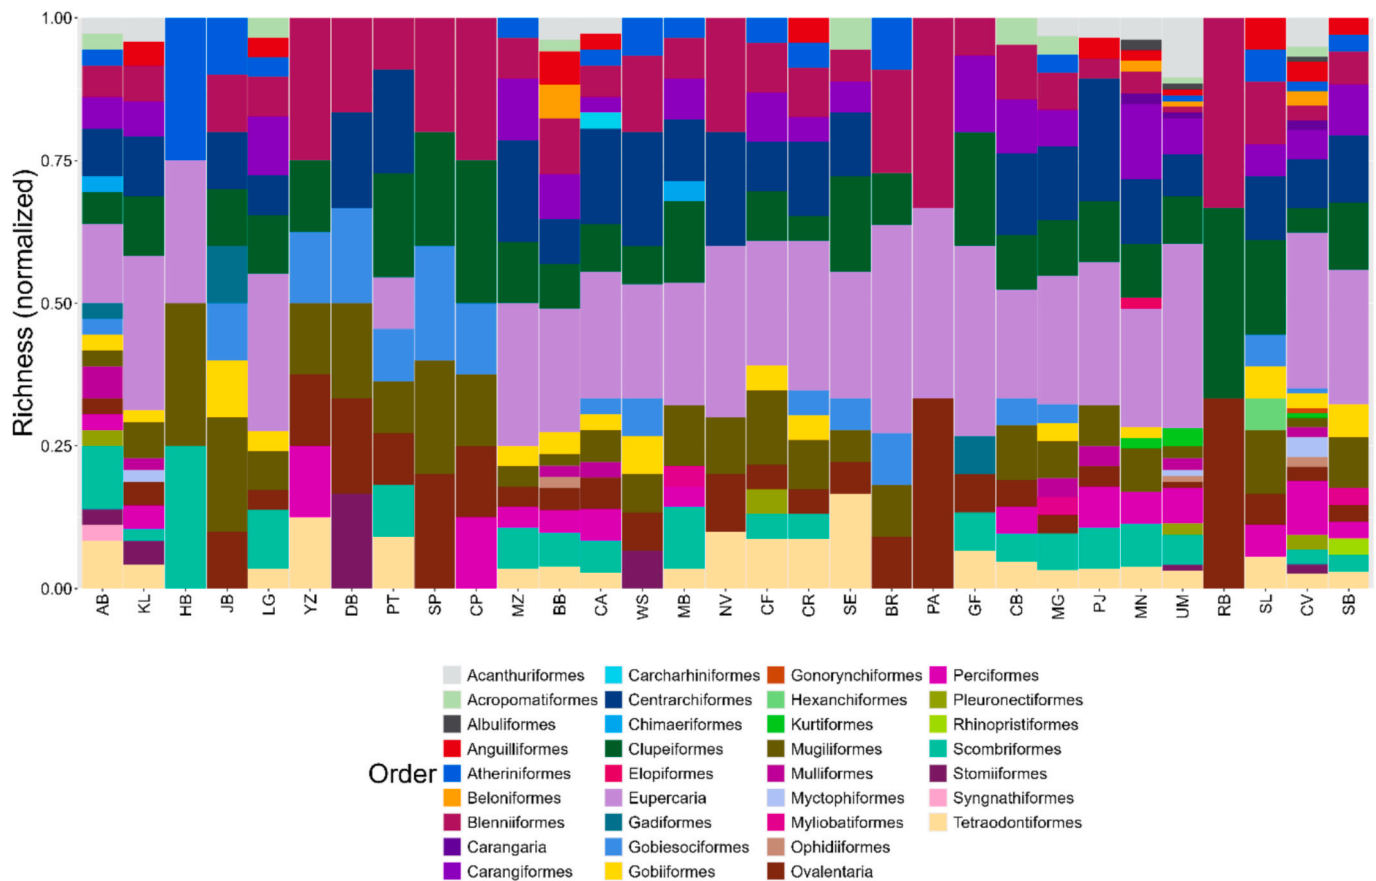 Richness (normalized)
1.00
0.75
0.50
0.25
0.00
AB KL HB JB LG YZ DB PT SP CP MZ BB CA WS MB NV CF CR SE BR PA GF CB MG PJ MN UM RB SL CV SB
Order
Acanthuriformes
Acropomatiformes
Albuliformes
Anguilliformes
Atheriniformes
Beloniformes
Blenniiformes
Carangaria
Carangiformes
Carcharhiniformes
Centrarchiformes
Chimaeriformes
Clupeiformes
Elopiformes
Eupercaria
Gadiformes
Gobiesociformes
Gobiiformes
Gonorynchiformes
Hexanchiformes
Kurtiformes
Mugiliformes
Mulliformes
Myctophiformes
Myliobatiformes
Ophidiiformes
Ovalentaria
Perciformes
Pleuronectiformes
Rhinopristiformes
Scombriformes
Stomiiformes
Syngnathiformes
Tetraodontiformes